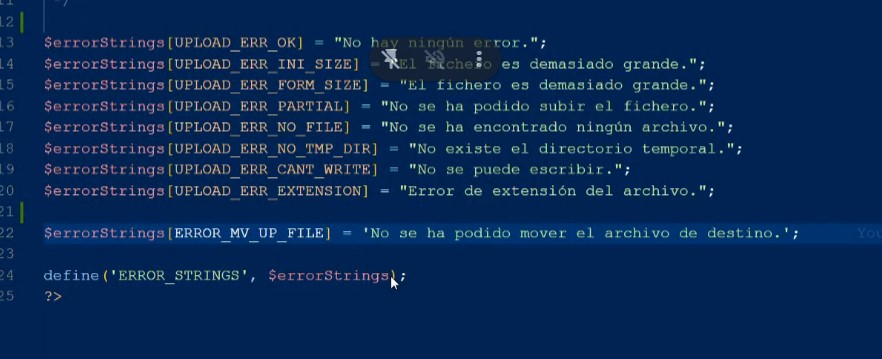 */
12
13 $errorStrings[UPLOAD_ERR_OK] = "No hay ningún error.";
14 $errorStrings[UPLOAD_ERR_INI_SIZE] = "El fichero es demasiado grande.";
15 $errorStrings[UPLOAD_ERR_FORM_SIZE] = "El fichero es demasiado grande.";
16 $errorStrings[UPLOAD_ERR_PARTIAL] = "No se ha podido subir el fichero.";
17 $errorStrings[UPLOAD_ERR_NO_FILE] = "No se ha encontrado ningún archivo.";
18 $errorStrings[UPLOAD_ERR_NO_TMP_DIR] = "No existe el directorio temporal.";
19 $errorStrings[UPLOAD_ERR_CANT_WRITE] = "No se puede escribir.";
20 $errorStrings[UPLOAD_ERR_EXTENSION] = "Error de extensión del archivo.";
21
22 $errorStrings[ERROR_MV_UP_FILE] = 'No se ha podido mover el archivo de destino.'; You
23
24 define('ERROR_STRINGS', $errorStrings);
25 ?>